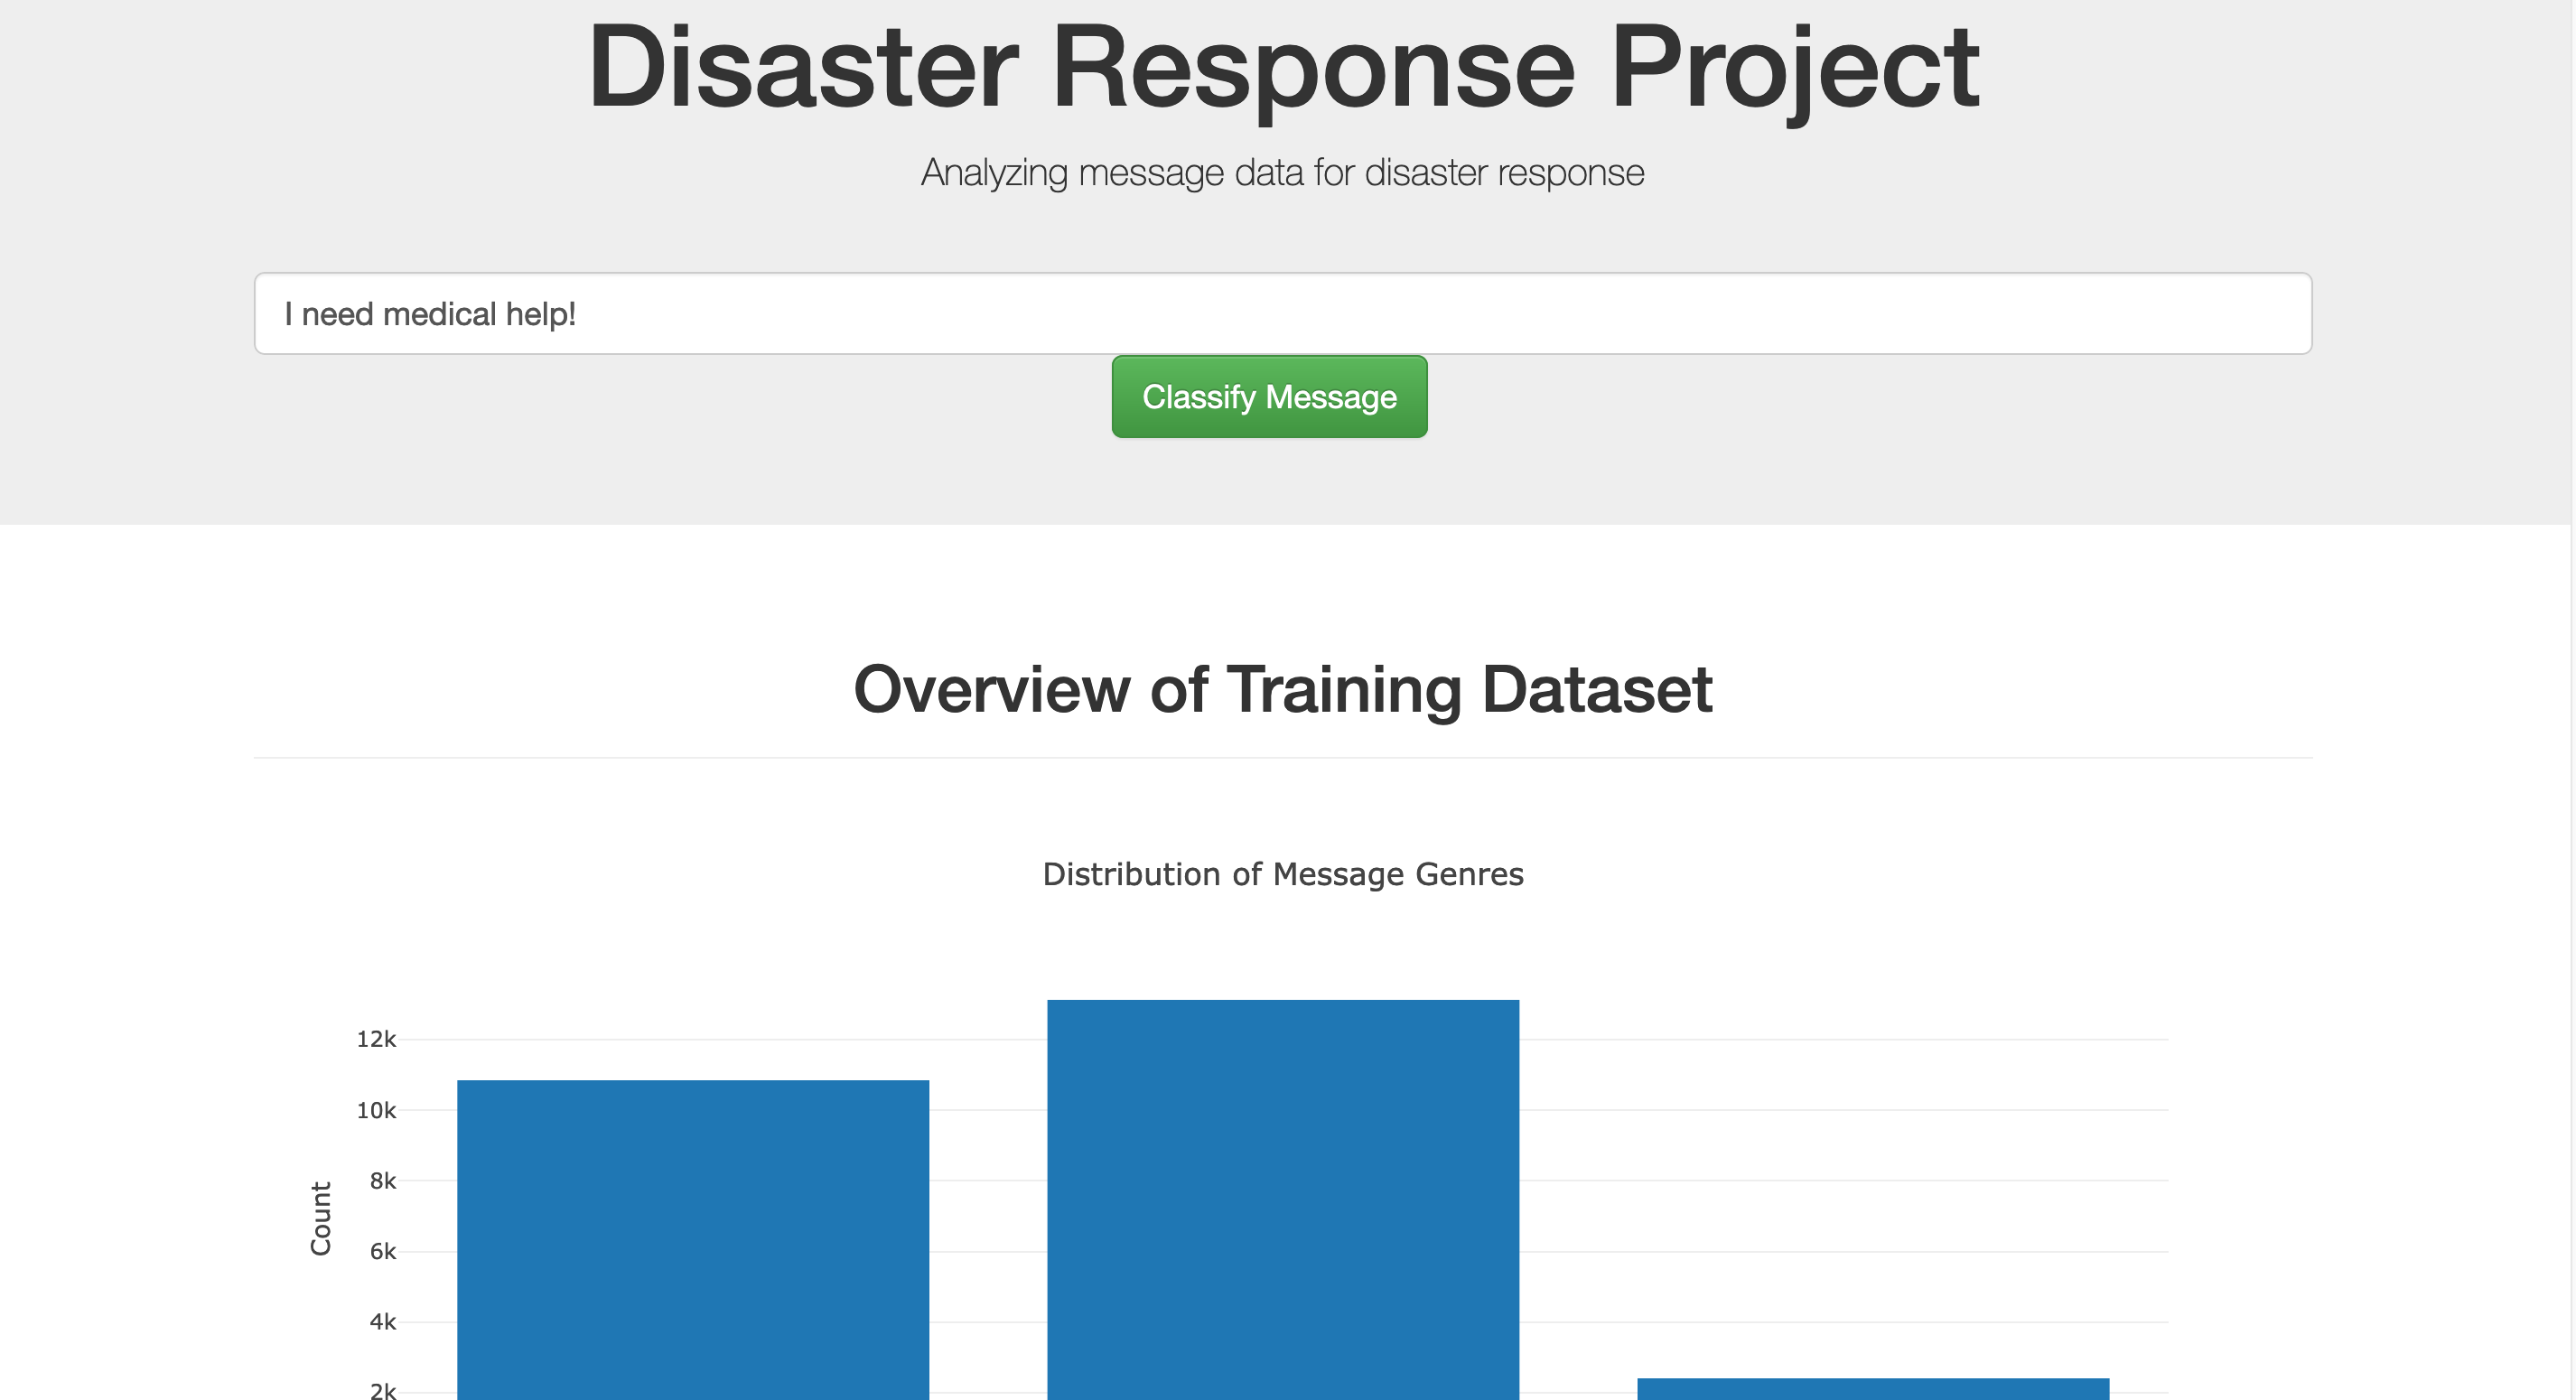 Disaster Response Project
Analyzing message data for disaster response
I need medical help!
Classify Message
Overview of Training Dataset
Distribution of Message Genres
12k
10k
8k
6k
4k
2k
Count